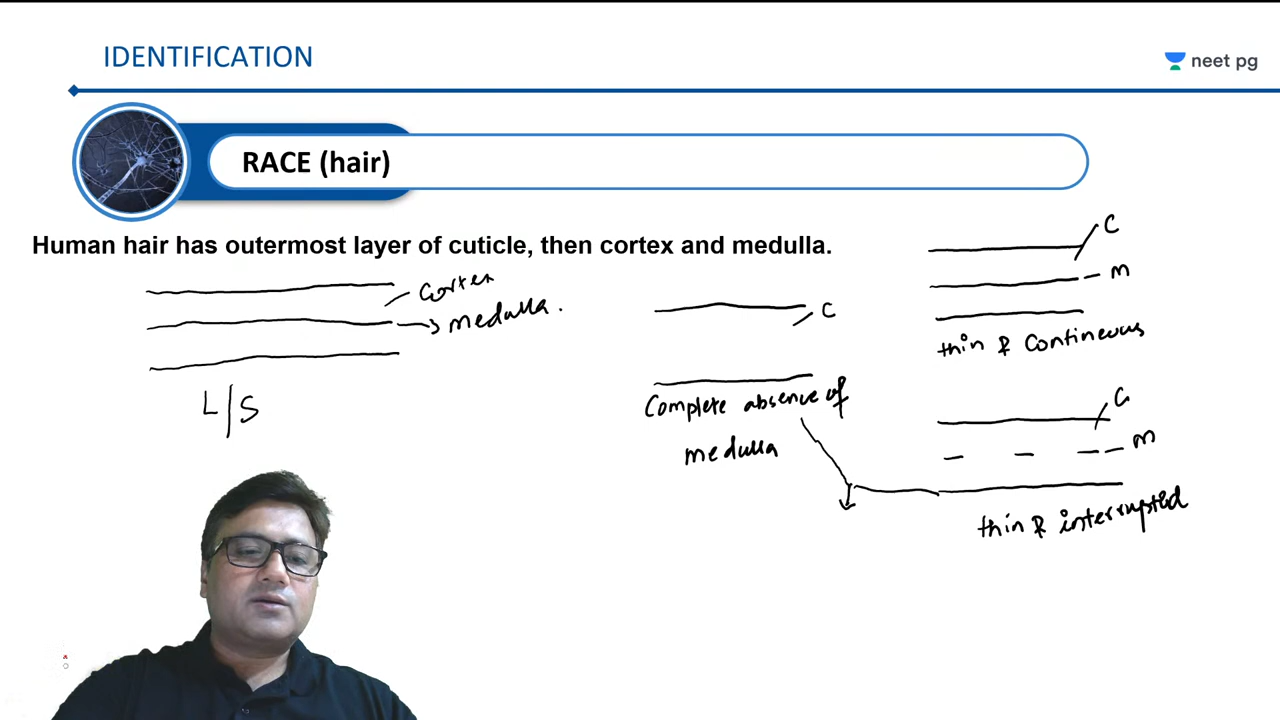 IDENTIFICATION
neet pg
RACE (hair)
Human hair has outermost layer of cuticle, then cortex and medulla.
Cortex
medulla.
L/S
C
Complete absence of
medulla
C
m
thin & Contineous
C
m
thin & interrupted